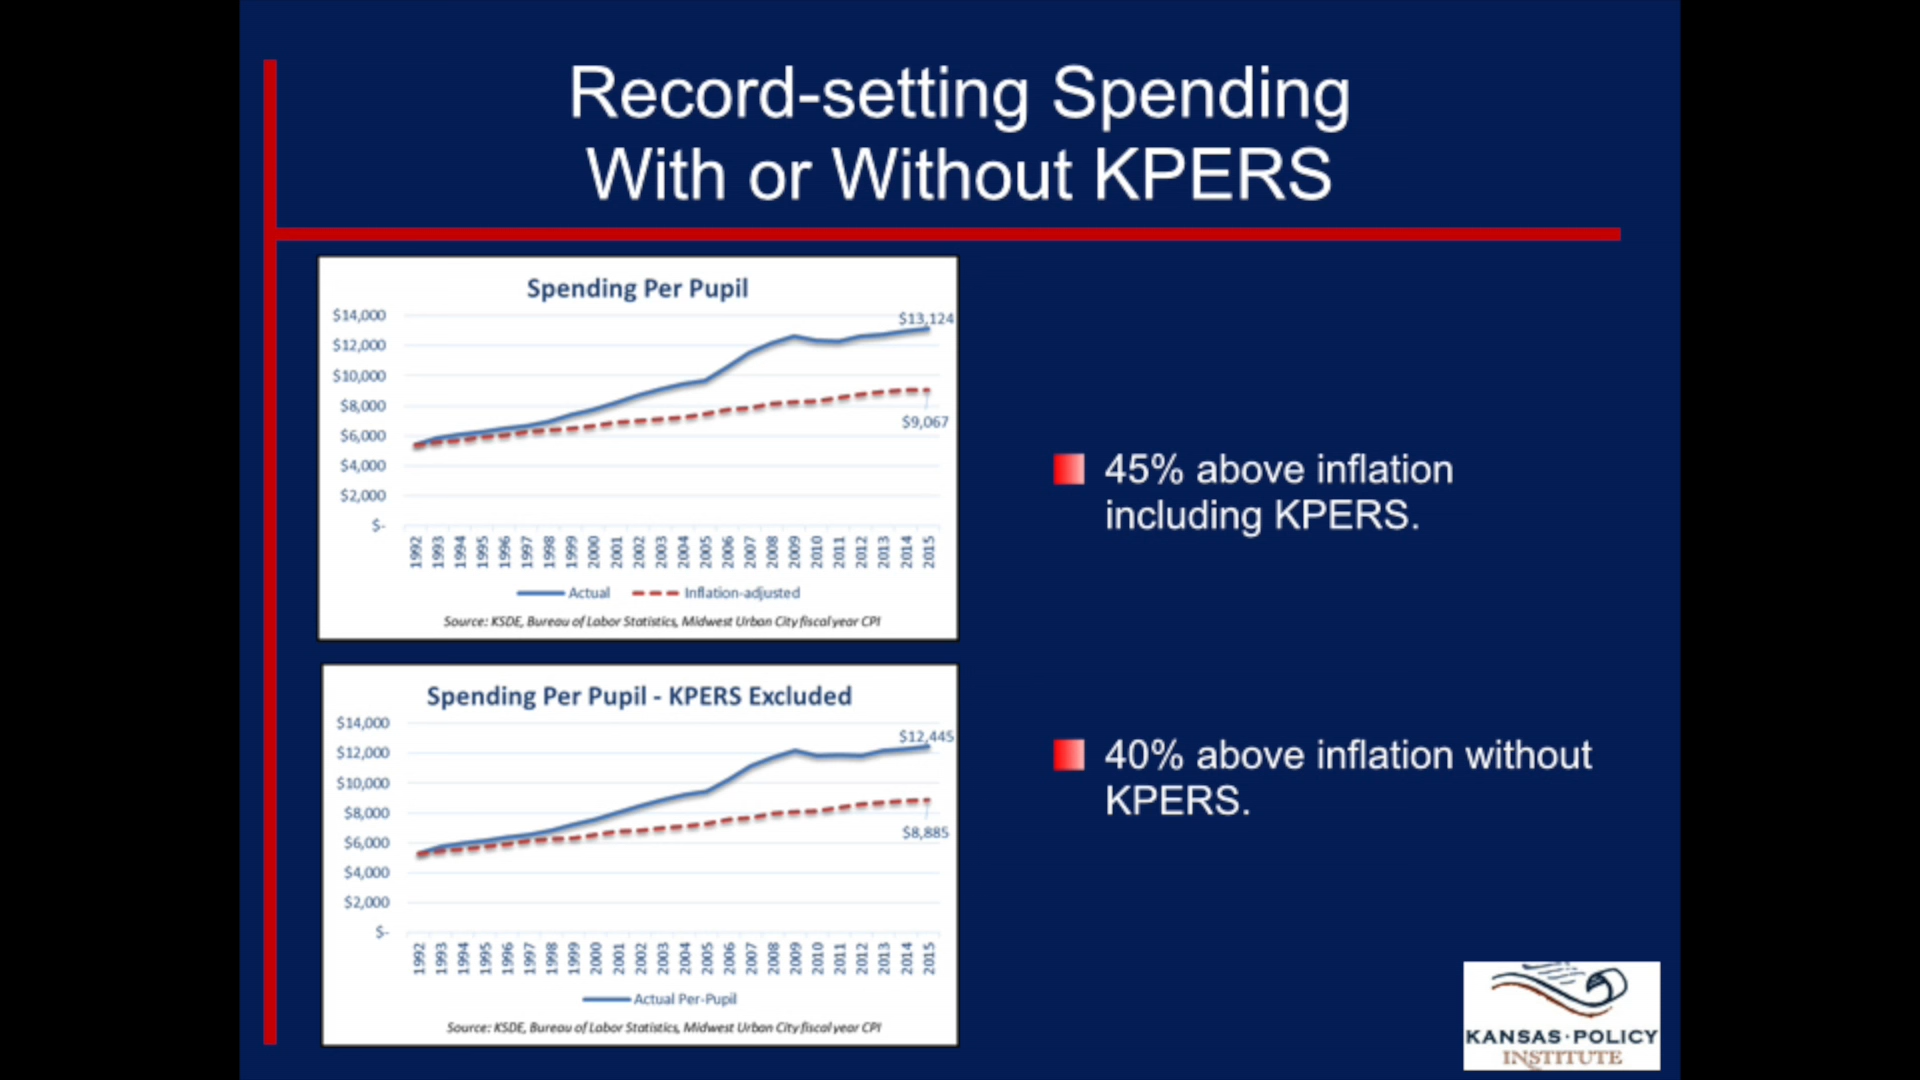 Record-setting Spending
With or Without KPERS
Spending Per Pupil
$14,000
$12,000
$10,000
$8,000
$6,000
$4,000
$2,000
$-
$13,124
$9,067
1992 1993 1994 1995 1996 1997 1998 1999 2000 2001 2002 2003 2004 2005 2006 2007 2008 2009 2010 2011 2012 2013 2014 2015
Actual Inflation-adjusted
Source: KSDE, Bureau of Labor Statistics, Midwest Urban City fiscal year CPI
45% above inflation
including KPERS.
Spending Per Pupil - KPERS Excluded
$14,000
$12,000
$10,000
$8,000
$6,000
$4,000
$2,000
$-
$12,445
$8,885
1992 1993 1994 1995 1996 1997 1998 1999 2000 2001 2002 2003 2004 2005 2006 2007 2008 2009 2010 2011 2012 2013 2014 2015
Actual Per-Pupil
Source: KSDE, Bureau of Labor Statistics, Midwest Urban City fiscal year CPI
40% above inflation without
KPERS.
KANSAS·POLICY
INSTITUTE